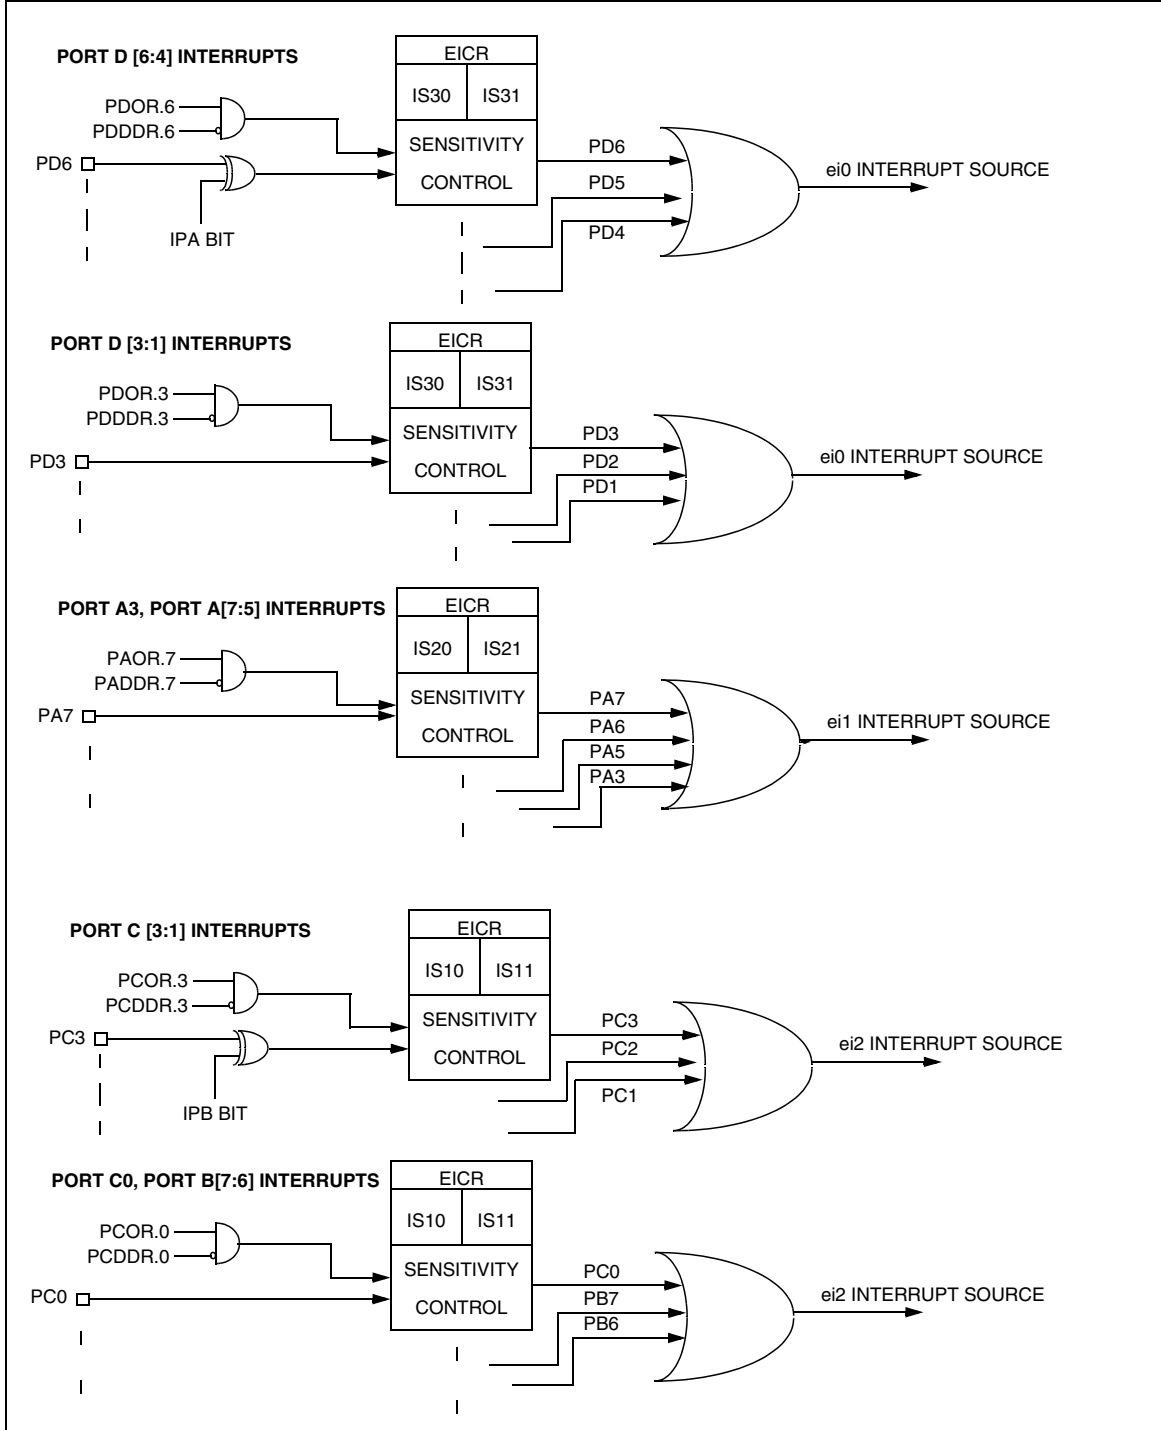 PORT D [6:4] INTERRUPTS
EICR
IS30 IS31
PDOR.6
PDDDR.6
SENSITIVITY
CONTROL
PD6
IPA BIT
PD6
PD5
PD4
ei0 INTERRUPT SOURCE
PORT D [3:1] INTERRUPTS
EICR
IS30 IS31
PDOR.3
PDDDR.3
SENSITIVITY
CONTROL
PD3
PD3
PD2
PD1
ei0 INTERRUPT SOURCE
PORT A3, PORT A[7:5] INTERRUPTS
EICR
IS20 IS21
PAOR.7
PADDR.7
SENSITIVITY
CONTROL
PA7
PA7
PA6
PA5
PA3
ei1 INTERRUPT SOURCE
PORT C [3:1] INTERRUPTS
EICR
IS10 IS11
PCOR.3
PCDDR.3
SENSITIVITY
CONTROL
PC3
IPB BIT
PC3
PC2
PC1
ei2 INTERRUPT SOURCE
PORT C0, PORT B[7:6] INTERRUPTS
EICR
IS10 IS11
PCOR.0
PCDDR.0
SENSITIVITY
CONTROL
PC0
PC0
PB7
PB6
ei2 INTERRUPT SOURCE